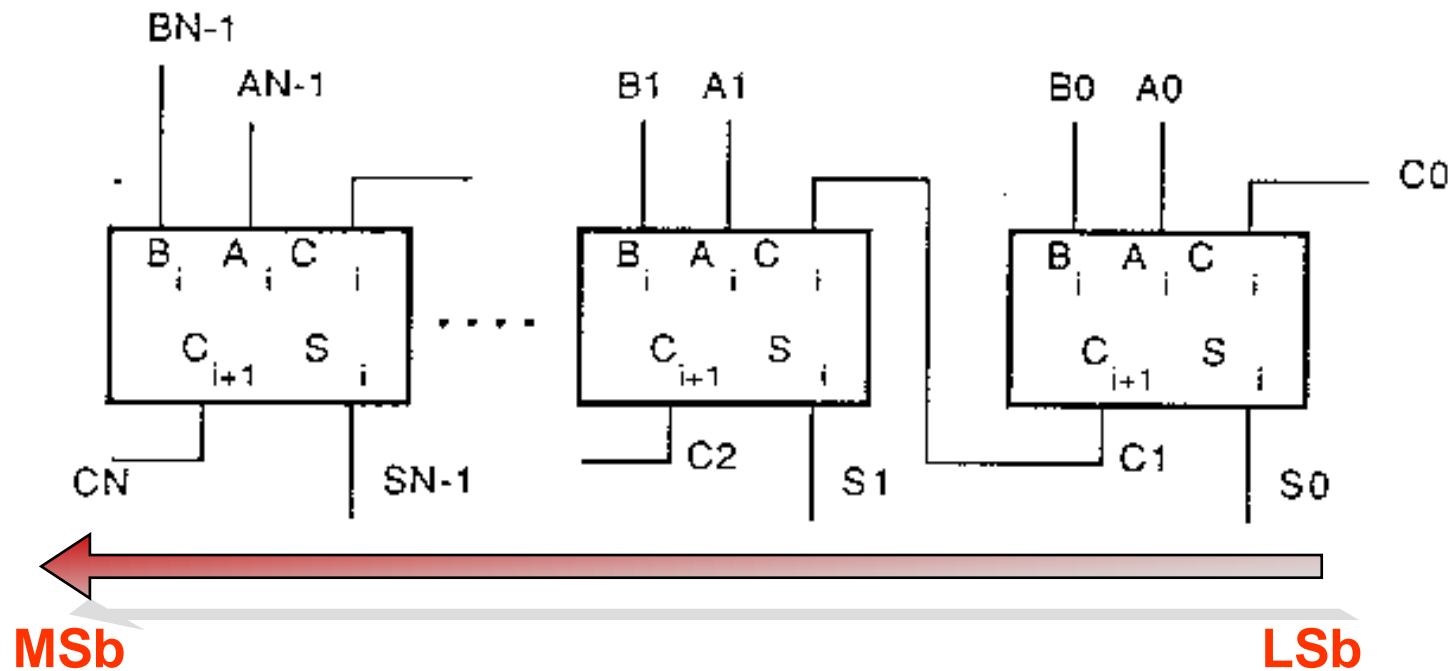 BN-1
AN-1 B1 A1 B0 A0
C0
Bi Ai Ci Bi Ai Ci Bi Ai Ci
Ci+1 Si . . . . Ci+1 Si Ci+1 Si
CN SN-1 C2 S1 C1 S0
MSb LSb